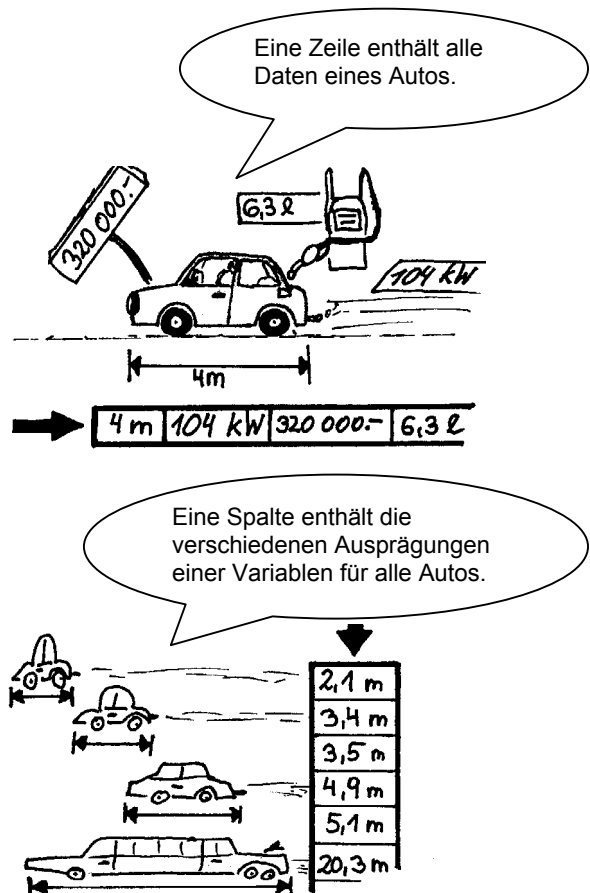 Eine Zeile enthält alle
Daten eines Autos.
320 000.-
6,3 l
104 kW
4m
4 m 104 kW 320 000.- 6,3 l
Eine Spalte enthält die
verschiedenen Ausprägungen
einer Variablen für alle Autos.
2,1 m
3,4 m
3,5 m
4,9 m
5,1 m
20,3 m